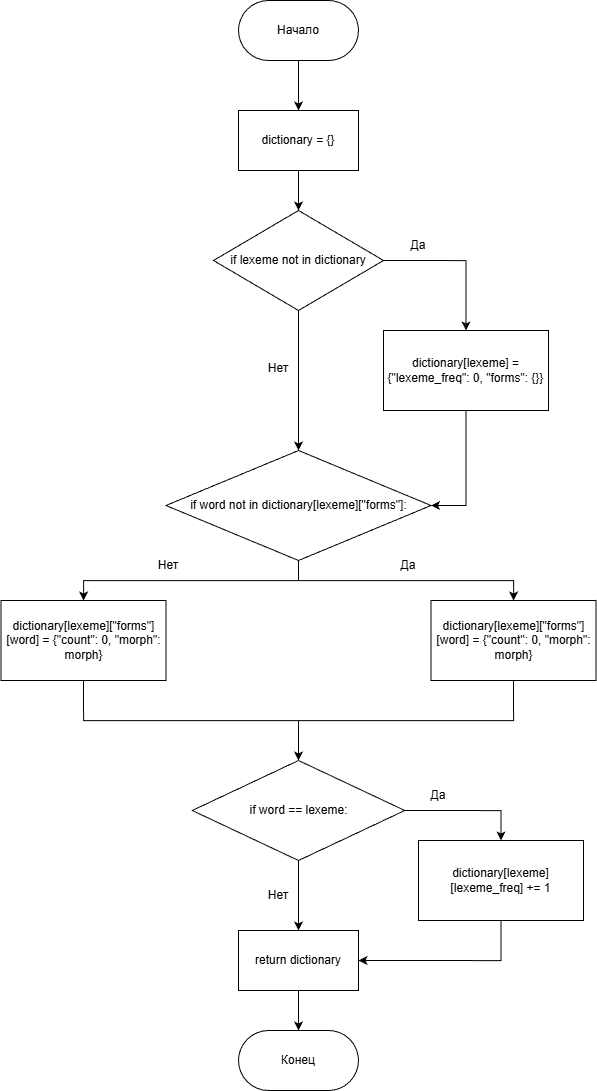 Начало
dictionary = {}
if lexeme not in dictionary
Да
Нет
dictionary[lexeme] =
{"lexeme_freq": 0, "forms": {}}
if word not in dictionary[lexeme]["forms"]:
Нет
Да
dictionary[lexeme]["forms"]
[word] = {"count": 0, "morph":
morph}
dictionary[lexeme]["forms"]
[word] = {"count": 0, "morph":
morph}
if word == lexeme:
Да
Нет
dictionary[lexeme]
[lexeme_freq] += 1
return dictionary
Конец